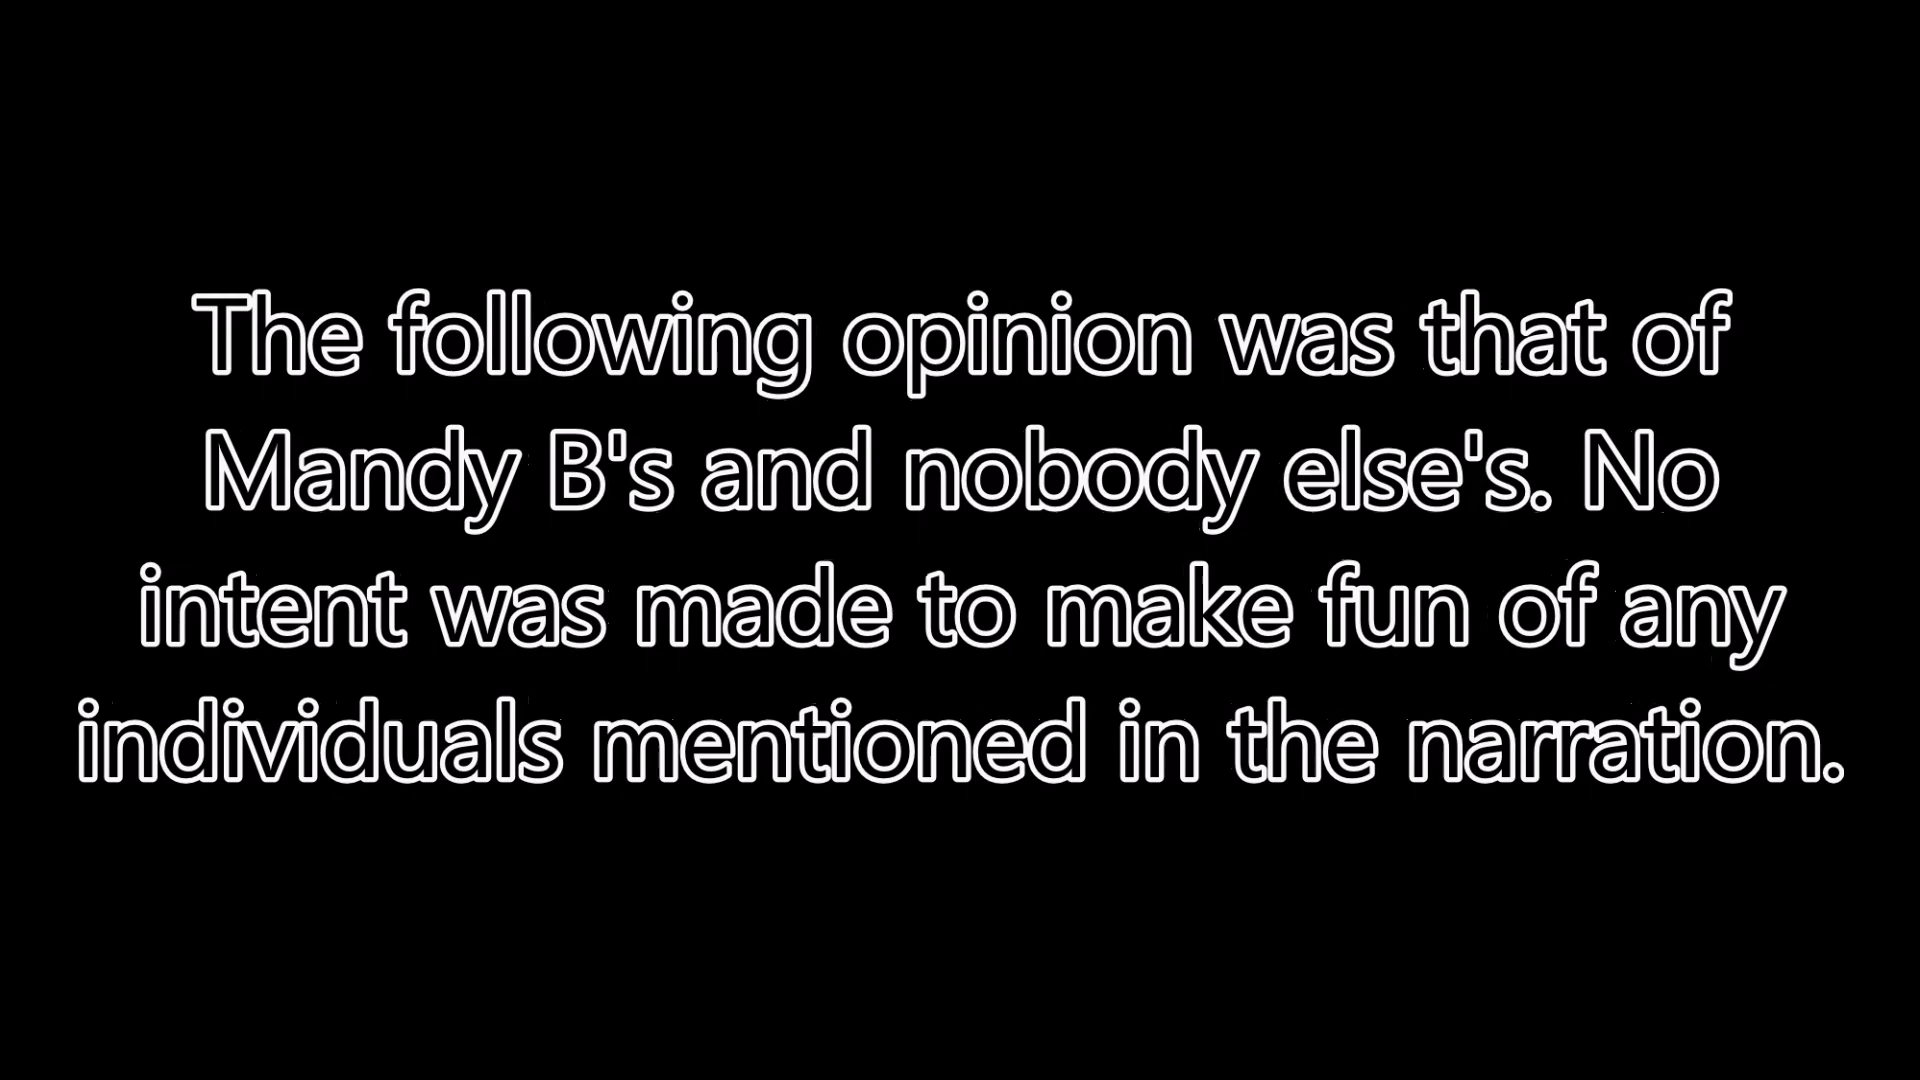 The following opinion was that of
Mandy B's and nobody else's. No
intent was made to make fun of any
individuals mentioned in the narration.